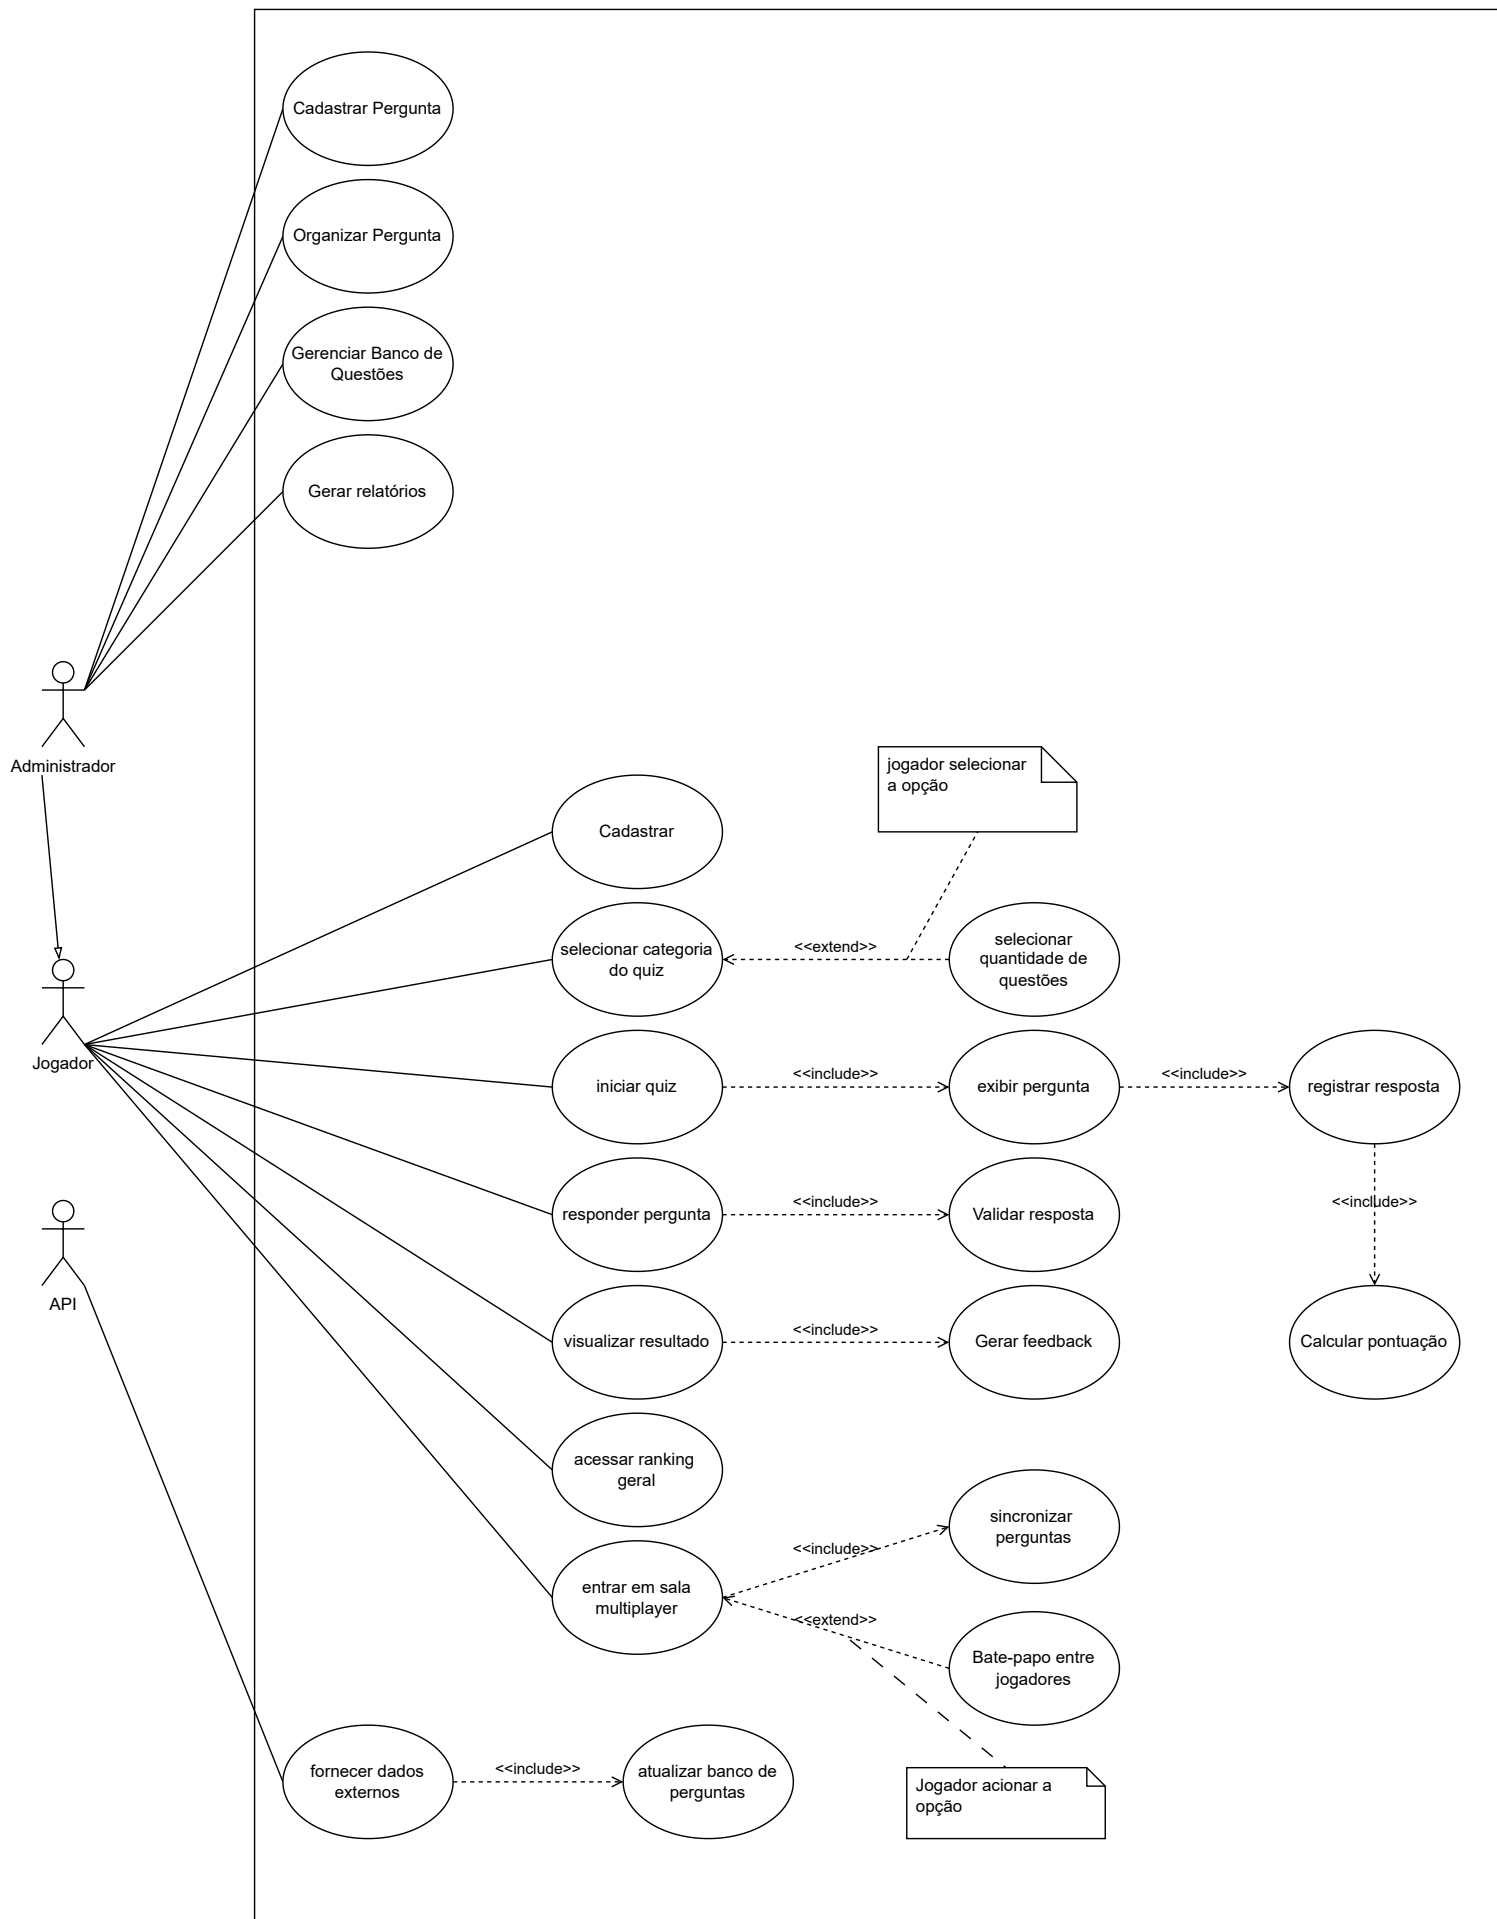 Cadastrar Pergunta
Organizar Pergunta
Gerenciar Banco de
Questões
Gerar relatórios
Administrador
jogador selecionar
a opção
Cadastrar
selecionar categoria
do quiz
<<extend>>
selecionar
quantidade de
questões
Jogador
iniciar quiz
<<include>>
exibir pergunta
<<include>>
registrar resposta
responder pergunta
<<include>>
Validar resposta
<<include>>
API
visualizar resultado
<<include>>
Gerar feedback
Calcular pontuação
acessar ranking
geral
<<include>>
sincronizar
perguntas
entrar em sala
multiplayer
<<extend>>
Bate-papo entre
jogadores
fornecer dados
externos
<<include>>
atualizar banco de
perguntas
Jogador acionar a
opção